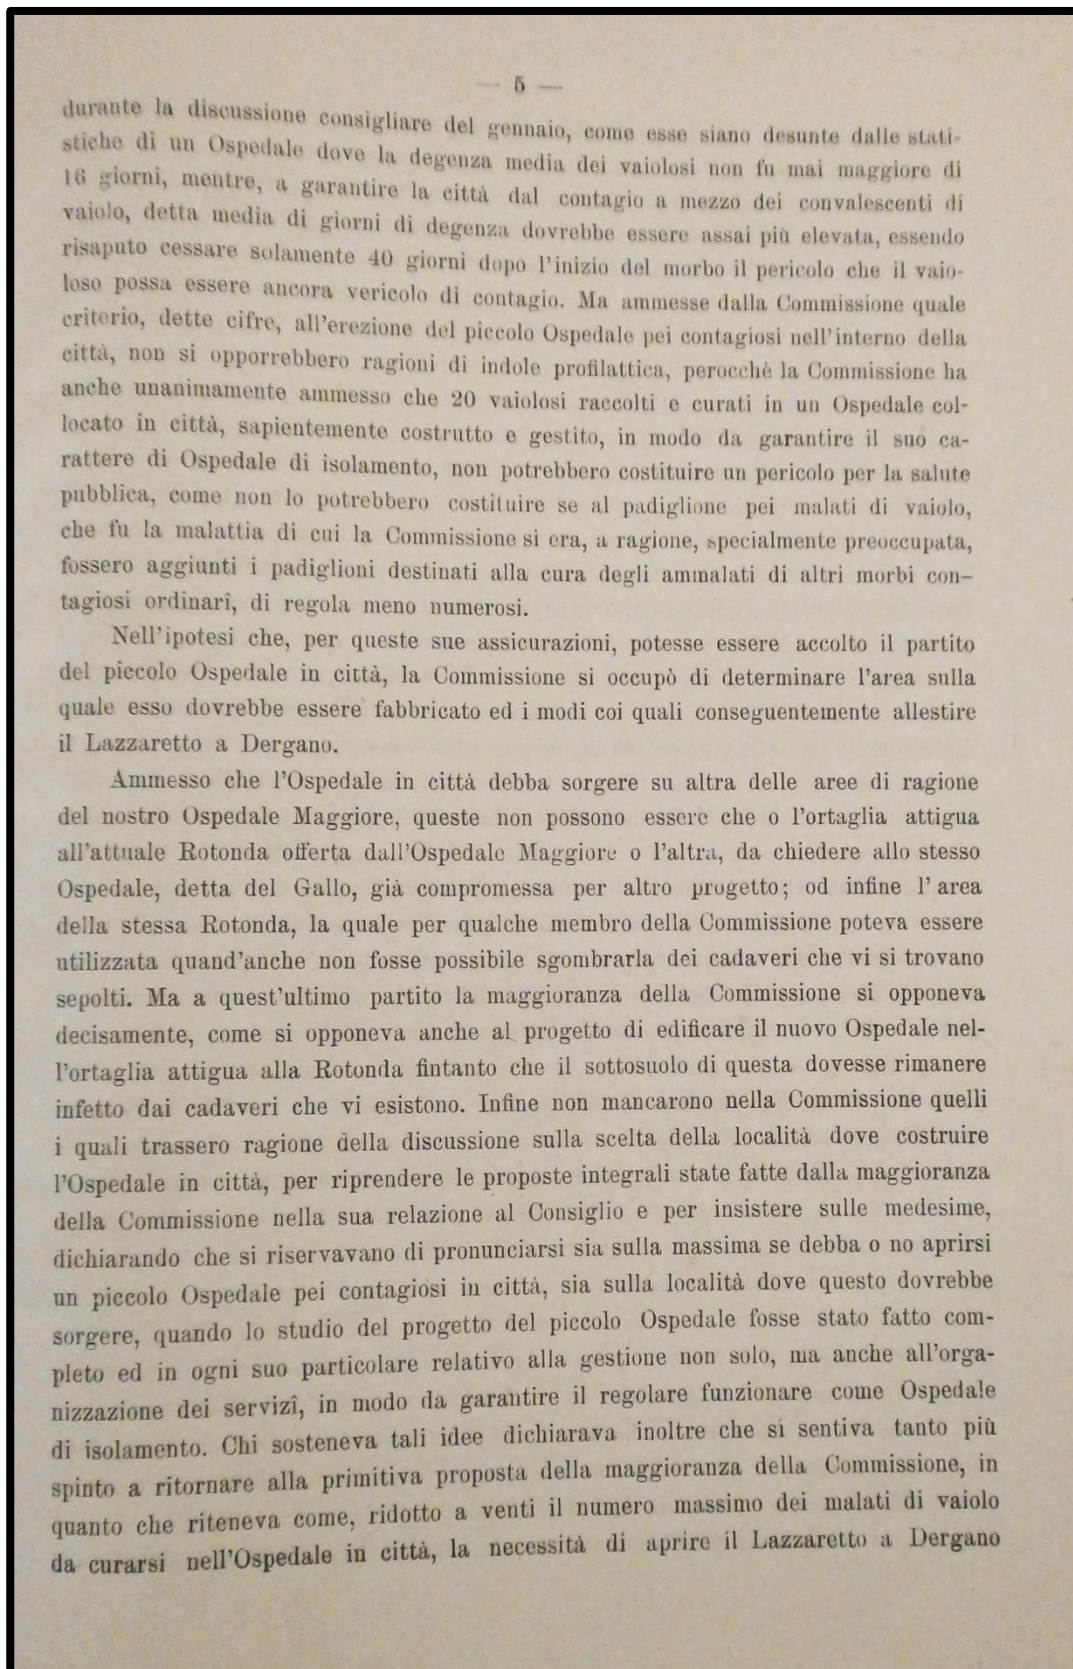 — 5 —
durante la discussione consigliare del gennaio, come esse siano desunte dalle stati-
stiche di un Ospedale dove la degenza media dei vaiolosi non fu mai maggiore di
16 giorni, mentre, a garantire la città dal contagio a mezzo dei convalescenti di
vaiolo, detta media di giorni di degenza dovrebbe essere assai più elevata, essendo
risaputo cessare solamente 40 giorni dopo l'inizio del morbo il pericolo che il vaio-
loso possa essere ancora vericolo di contagio. Ma ammesse dalla Commissione quale
criterio, dette cifre, all'erezione del piccolo Ospedale pei contagiosi nell'interno della
città, non si opporrebbero ragioni di indole profilattica, perocchè la Commissione ha
anche unanimamente ammesso che 20 vaiolosi raccolti e curati in un Ospedale col-
locato in città, sapientemente costrutto e gestito, in modo da garantire il suo ca-
rattere di Ospedale di isolamento, non potrebbero costituire un pericolo per la salute
pubblica, come non lo potrebbero costituire se al padiglione pei malati di vaiolo,
che fu la malattia di cui la Commissione si era, a ragione, specialmente preoccupata,
fossero aggiunti i padiglioni destinati alla cura degli ammalati di altri morbi con-
tagiosi ordinarî, di regola meno numerosi.
Nell'ipotesi che, per queste sue assicurazioni, potesse essere accolto il partito
del piccolo Ospedale in città, la Commissione si occupò di determinare l'area sulla
quale esso dovrebbe essere fabbricato ed i modi coi quali conseguentemente allestire
il Lazzaretto a Dergano.
Ammesso che l'Ospedale in città debba sorgere su altra delle aree di ragione
del nostro Ospedale Maggiore, queste non possono essere che o l'ortaglia attigua
all'attuale Rotonda offerta dall'Ospedale Maggiore o l'altra, da chiedere allo stesso
Ospedale, detta del Gallo, già compromessa per altro progetto; od infine l'area
della stessa Rotonda, la quale per qualche membro della Commissione poteva essere
utilizzata quand'anche non fosse possibile sgombrarla dei cadaveri che vi si trovano
sepolti. Ma a quest'ultimo partito la maggioranza della Commissione si opponeva
decisamente, come si opponeva anche al progetto di edificare il nuovo Ospedale nel-
l'ortaglia attigua alla Rotonda fintanto che il sottosuolo di questa dovesse rimanere
infetto dai cadaveri che vi esistono. Infine non mancarono nella Commissione quelli
i quali trassero ragione della discussione sulla scelta della località dove costruire
l'Ospedale in città, per riprendere le proposte integrali state fatte dalla maggioranza
della Commissione nella sua relazione al Consiglio e per insistere sulle medesime,
dichiarando che si riservavano di pronunciarsi sia sulla massima se debba o no aprirsi
un piccolo Ospedale pei contagiosi in città, sia sulla località dove questo dovrebbe
sorgere, quando lo studio del progetto del piccolo Ospedale fosse stato fatto com-
pleto ed in ogni suo particolare relativo alla gestione non solo, ma anche all'orga-
nizzazione dei servizî, in modo da garantire il regolare funzionare come Ospedale
di isolamento. Chi sosteneva tali idee dichiarava inoltre che si sentiva tanto più
spinto a ritornare alla primitiva proposta della maggioranza della Commissione, in
quanto che riteneva come, ridotto a venti il numero massimo dei malati di vaiolo
da curarsi nell'Ospedale in città, la necessità di aprire il Lazzaretto a Dergano